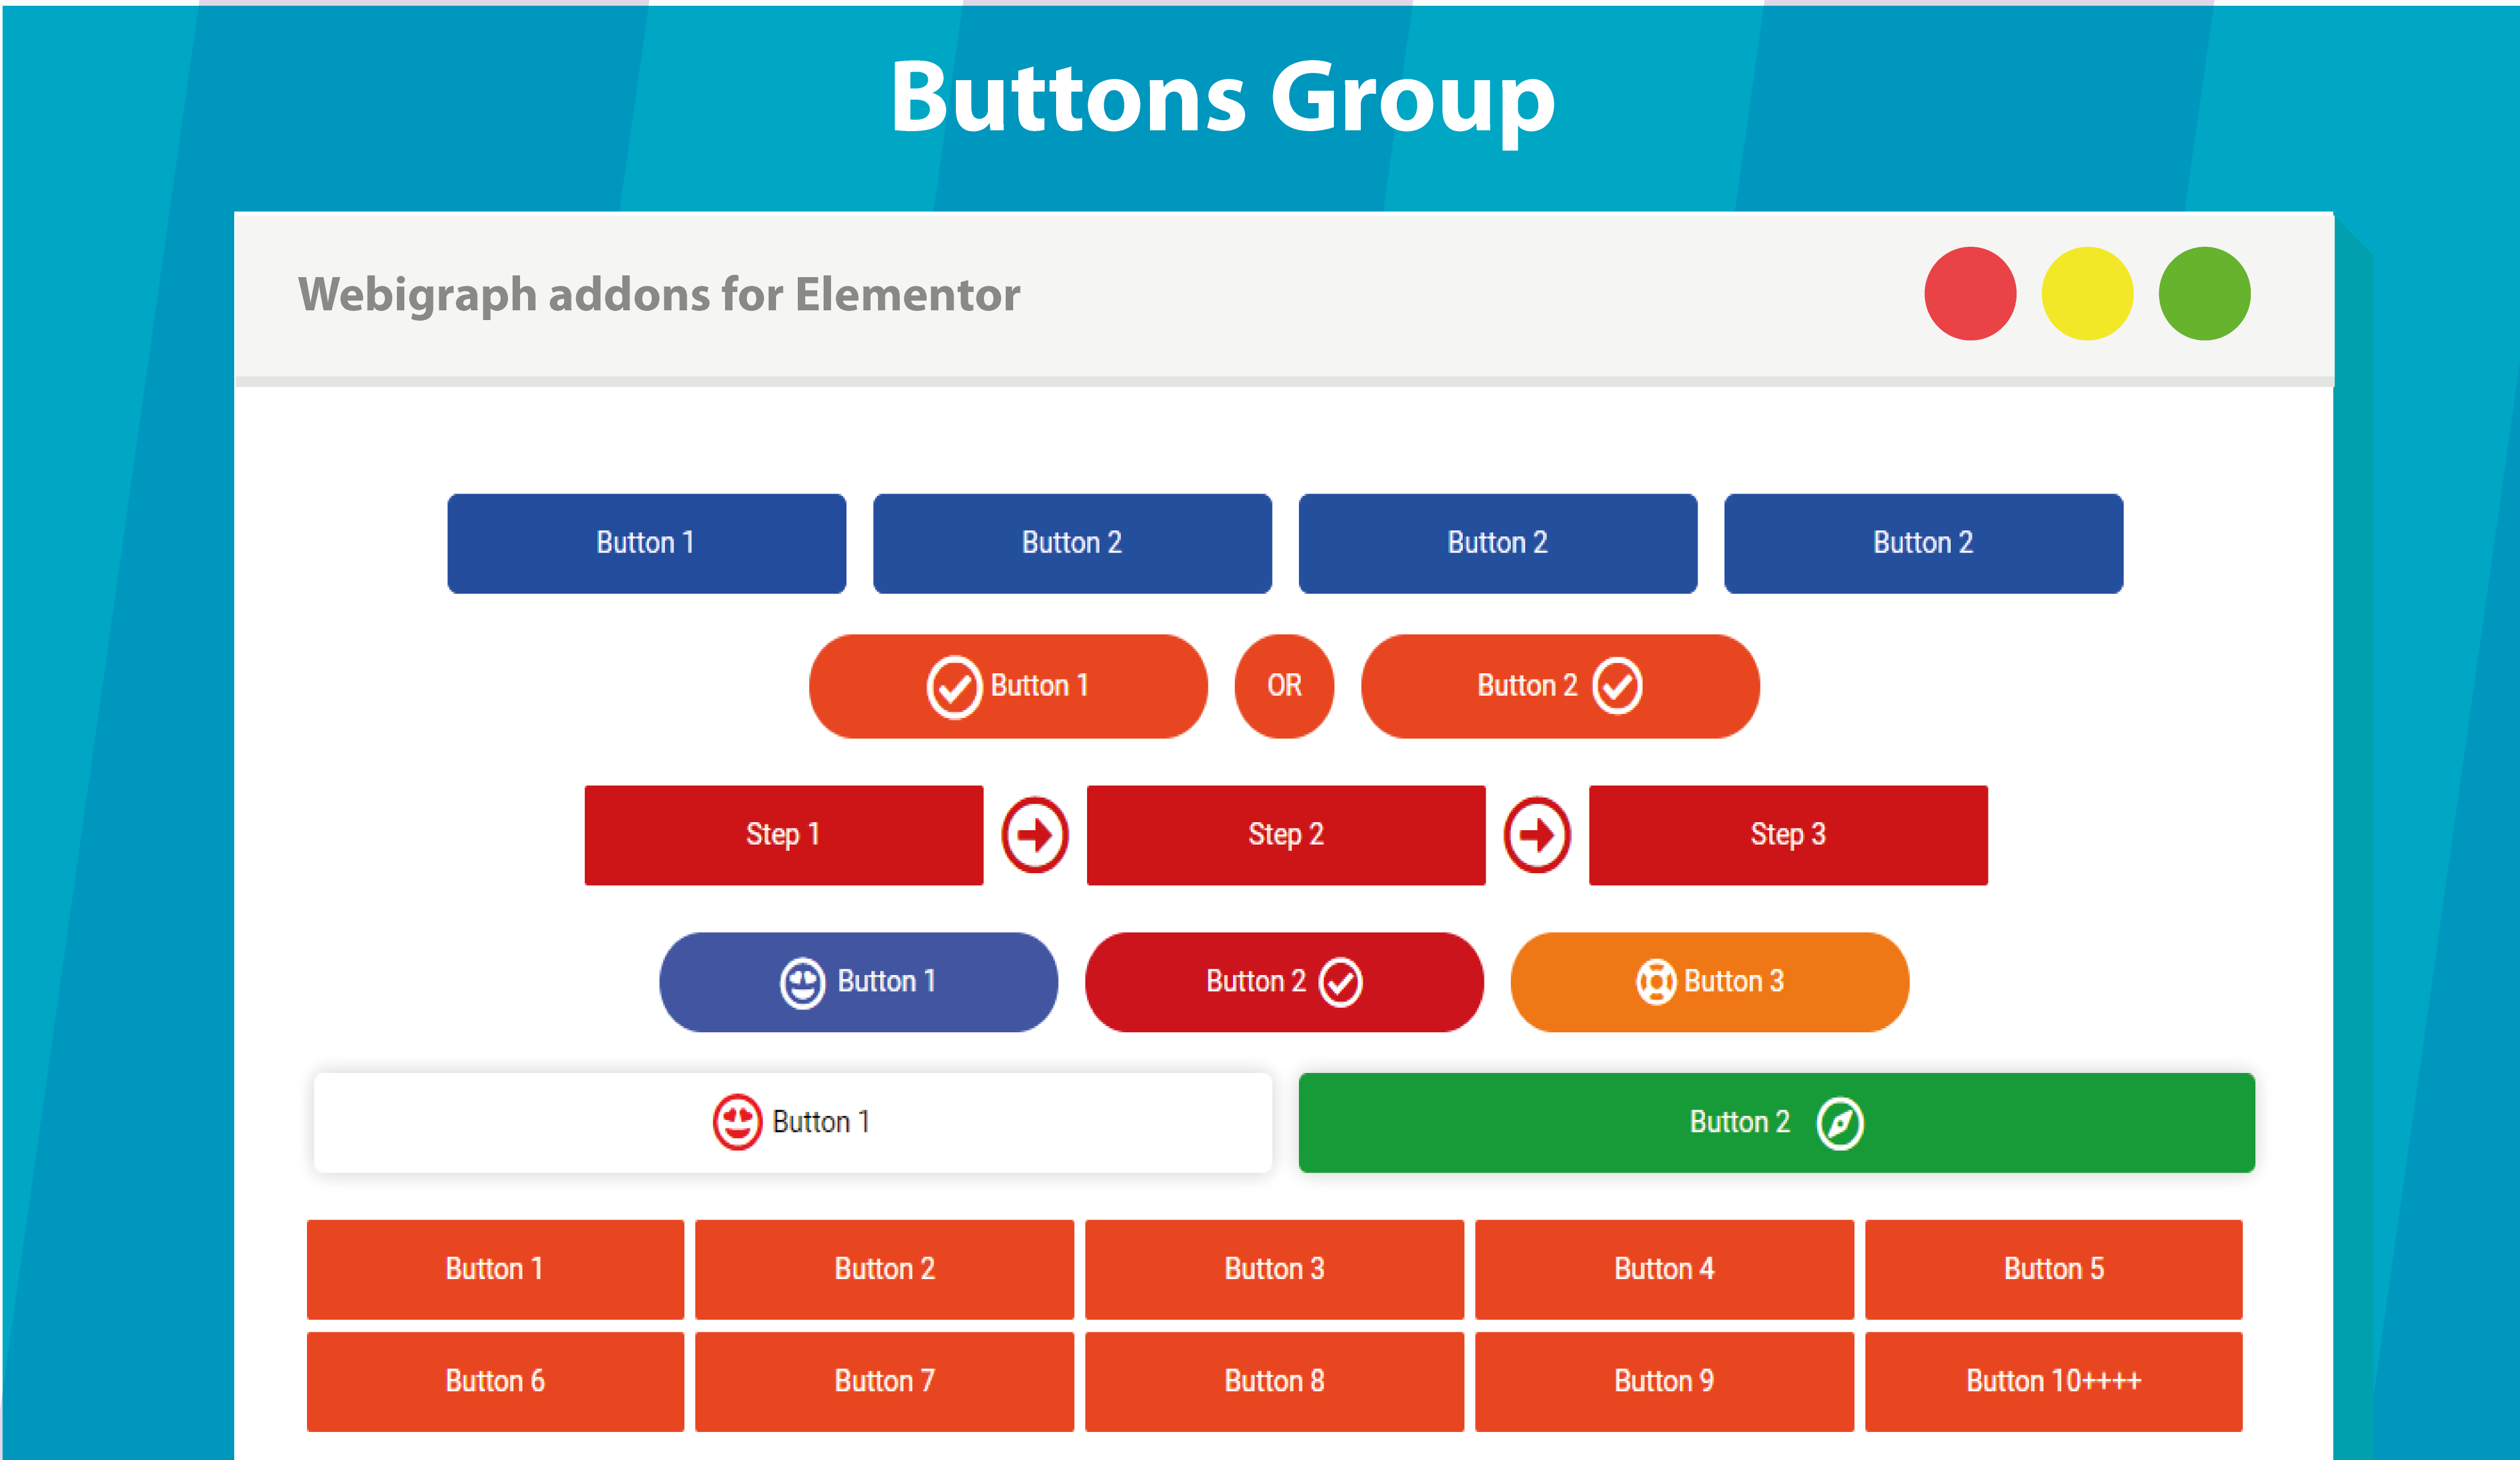 Buttons Group
Webigraph addons for Elementor
Button 1 Button 2 Button 2 Button 2
Button 1 OR Button 2
Step 1 Step 2 Step 3
Button 1 Button 2 Button 3
Button 1 Button 2
Button 1 Button 2 Button 3 Button 4 Button 5
Button 6 Button 7 Button 8 Button 9 Button 10++++